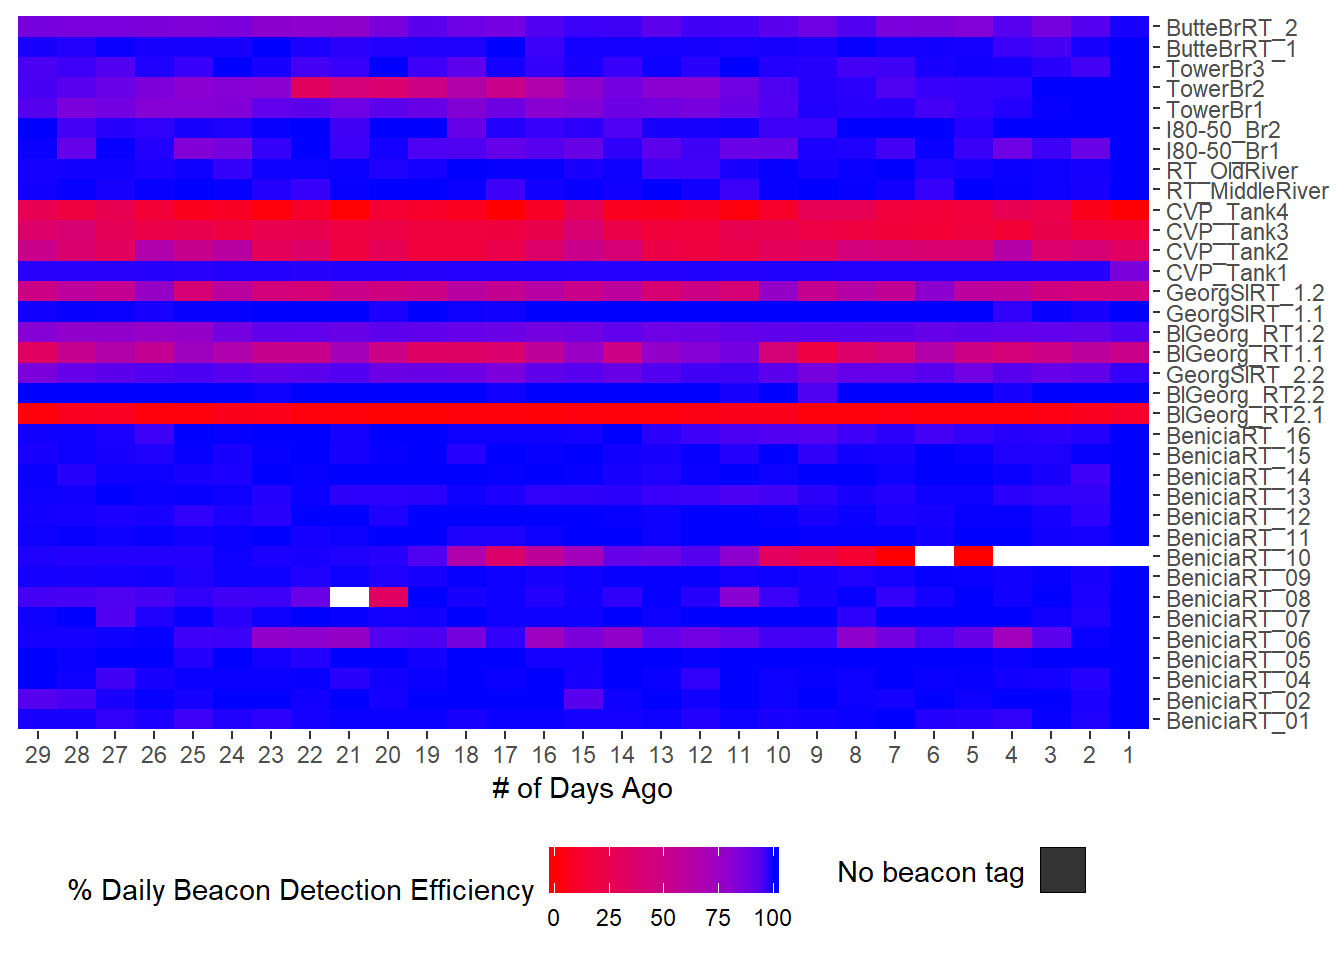 ButteBrRT_2
ButteBrRT_1
TowerBr3
TowerBr2
TowerBr1
I80-50_Br2
I80-50_Br1
RT_OldRiver
RT_MiddleRiver
CVP_Tank4
CVP_Tank3
CVP_Tank2
CVP_Tank1
GeorgSlRT_1.2
GeorgSlRT_1.1
BlGeorg_RT1.2
BlGeorg_RT1.1
GeorgSlRT_2.2
BlGeorg_RT2.2
BlGeorg_RT2.1
BeniciaRT_16
BeniciaRT_15
BeniciaRT_14
BeniciaRT_13
BeniciaRT_12
BeniciaRT_11
BeniciaRT_10
BeniciaRT_09
BeniciaRT_08
BeniciaRT_07
BeniciaRT_06
BeniciaRT_05
BeniciaRT_04
BeniciaRT_02
BeniciaRT_01
29 28 27 26 25 24 23 22 21 20 19 18 17 16 15 14 13 12 11 10 9 8 7 6 5 4 3 2 1
# of Days Ago
% Daily Beacon Detection Efficiency
0 25 50 75 100
No beacon tag